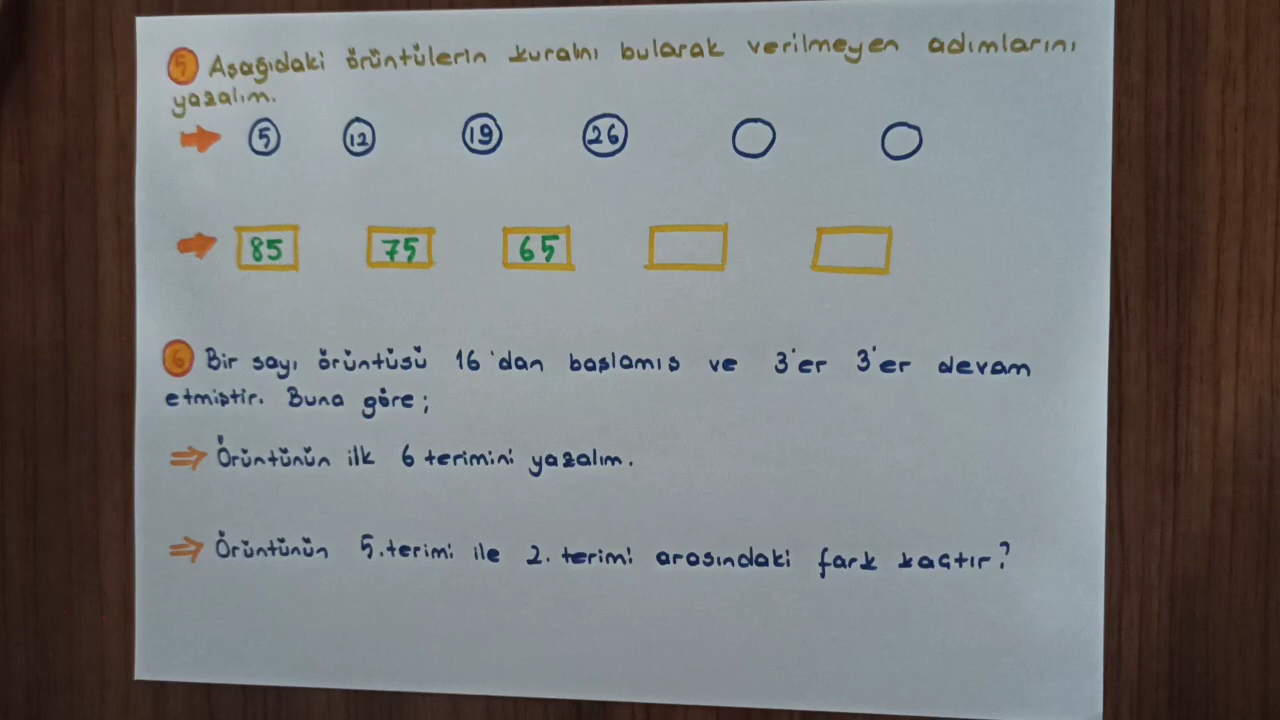 5 Aşağıdaki örüntülerin kuralını bularak verilmeyen adımlarını
yazalım.
5 12 19 26
85 75 65
6 Bir sayı örüntüsü 16'dan başlamış ve 3'er 3'er devam
etmiştir. Buna göre;
Örüntünün ilk 6 terimini yazalım.
Örüntünün 5. terimi ile 2. terimi arasındaki fark kaçtır?